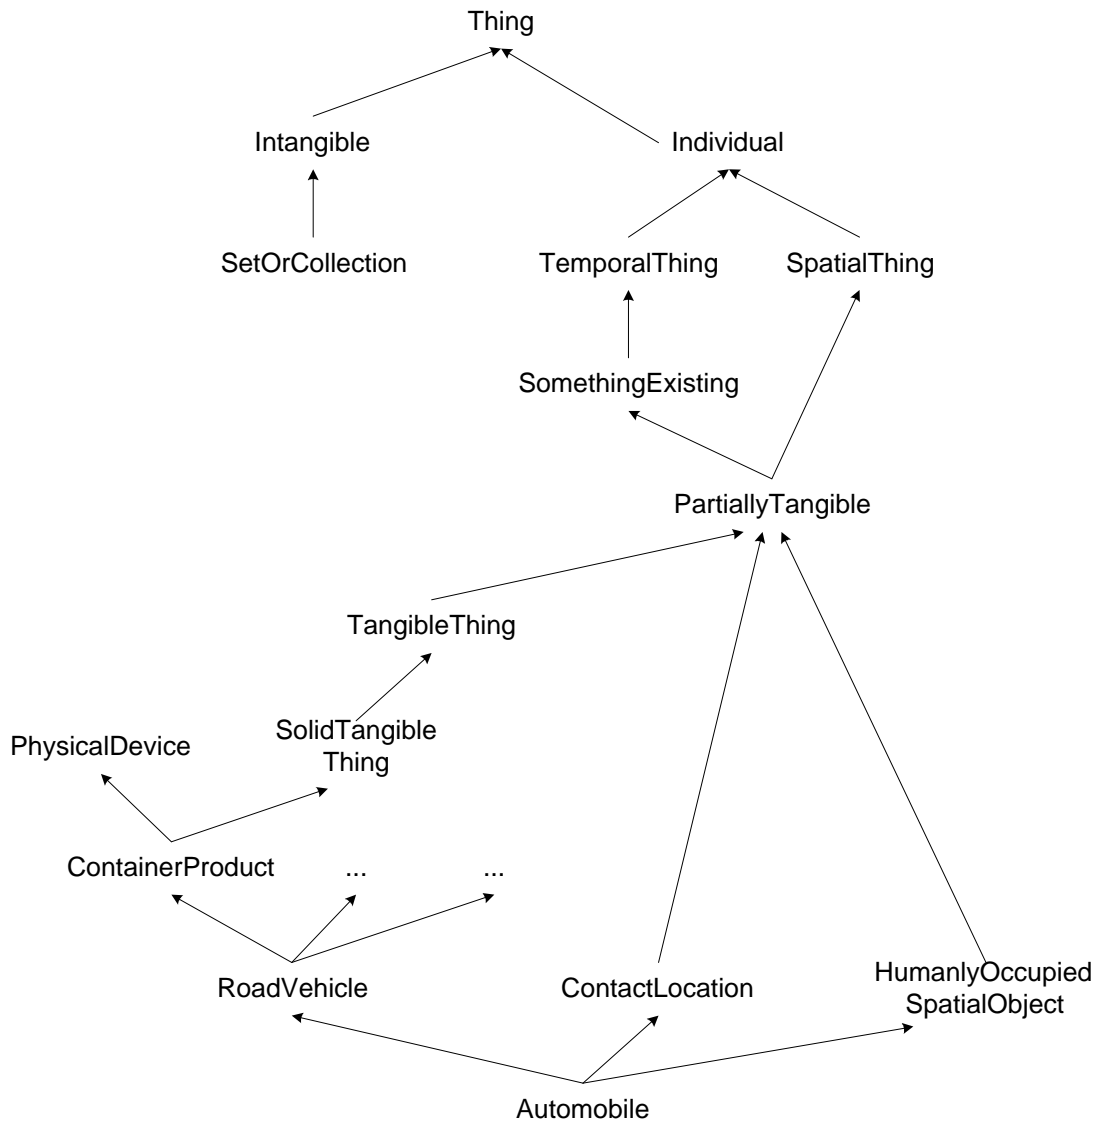 Thing
Intangible
Individual
SetOrCollection
TemporalThing
SpatialThing
SomethingExisting
PartiallyTangible
TangibleThing
PhysicalDevice
SolidTangible
Thing
ContainerProduct
...
...
RoadVehicle
ContactLocation
HumanlyOccupied
SpatialObject
Automobile